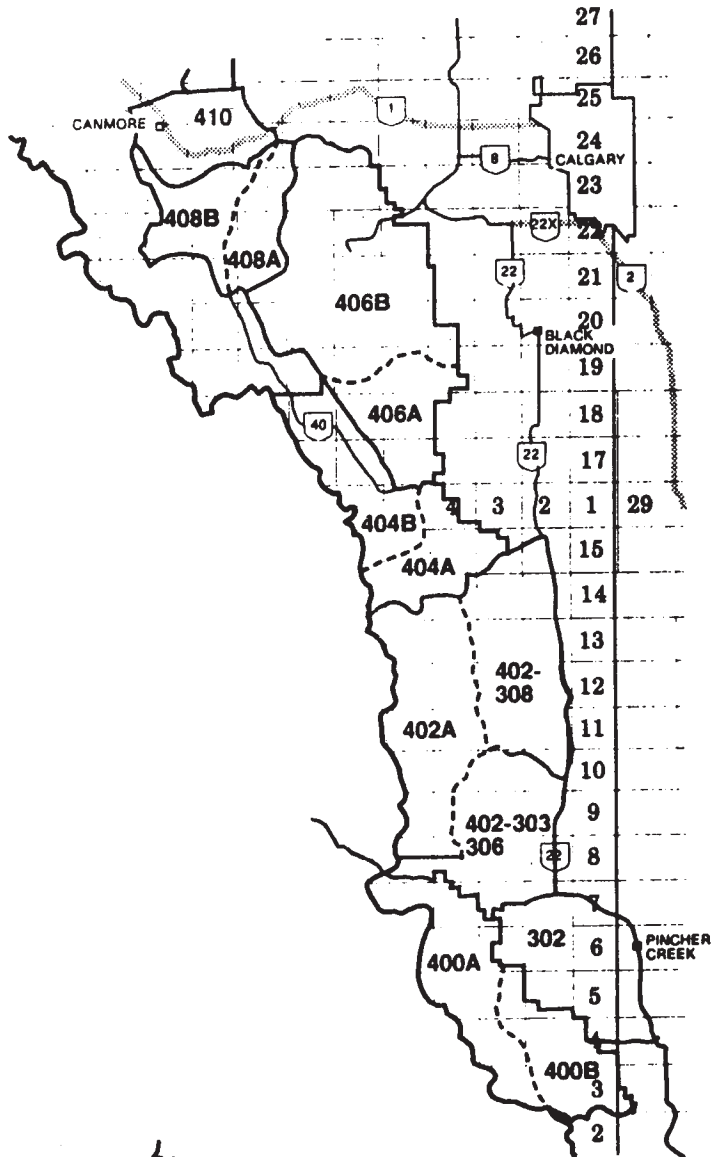 27
26
25
1
CANMORE
410
24
8
CALGARY
23
408B
22X
22
408A
22
21
2
406B
20
BLACK
DIAMOND
19
406A
18
40
22
17
4 3 2 1 29
404B
15
404A
14
13
402-
308
12
402A
11
10
9
402-303
306
22
8
7
302
6
PINCHER
CREEK
400A
5
4
400B
3
2